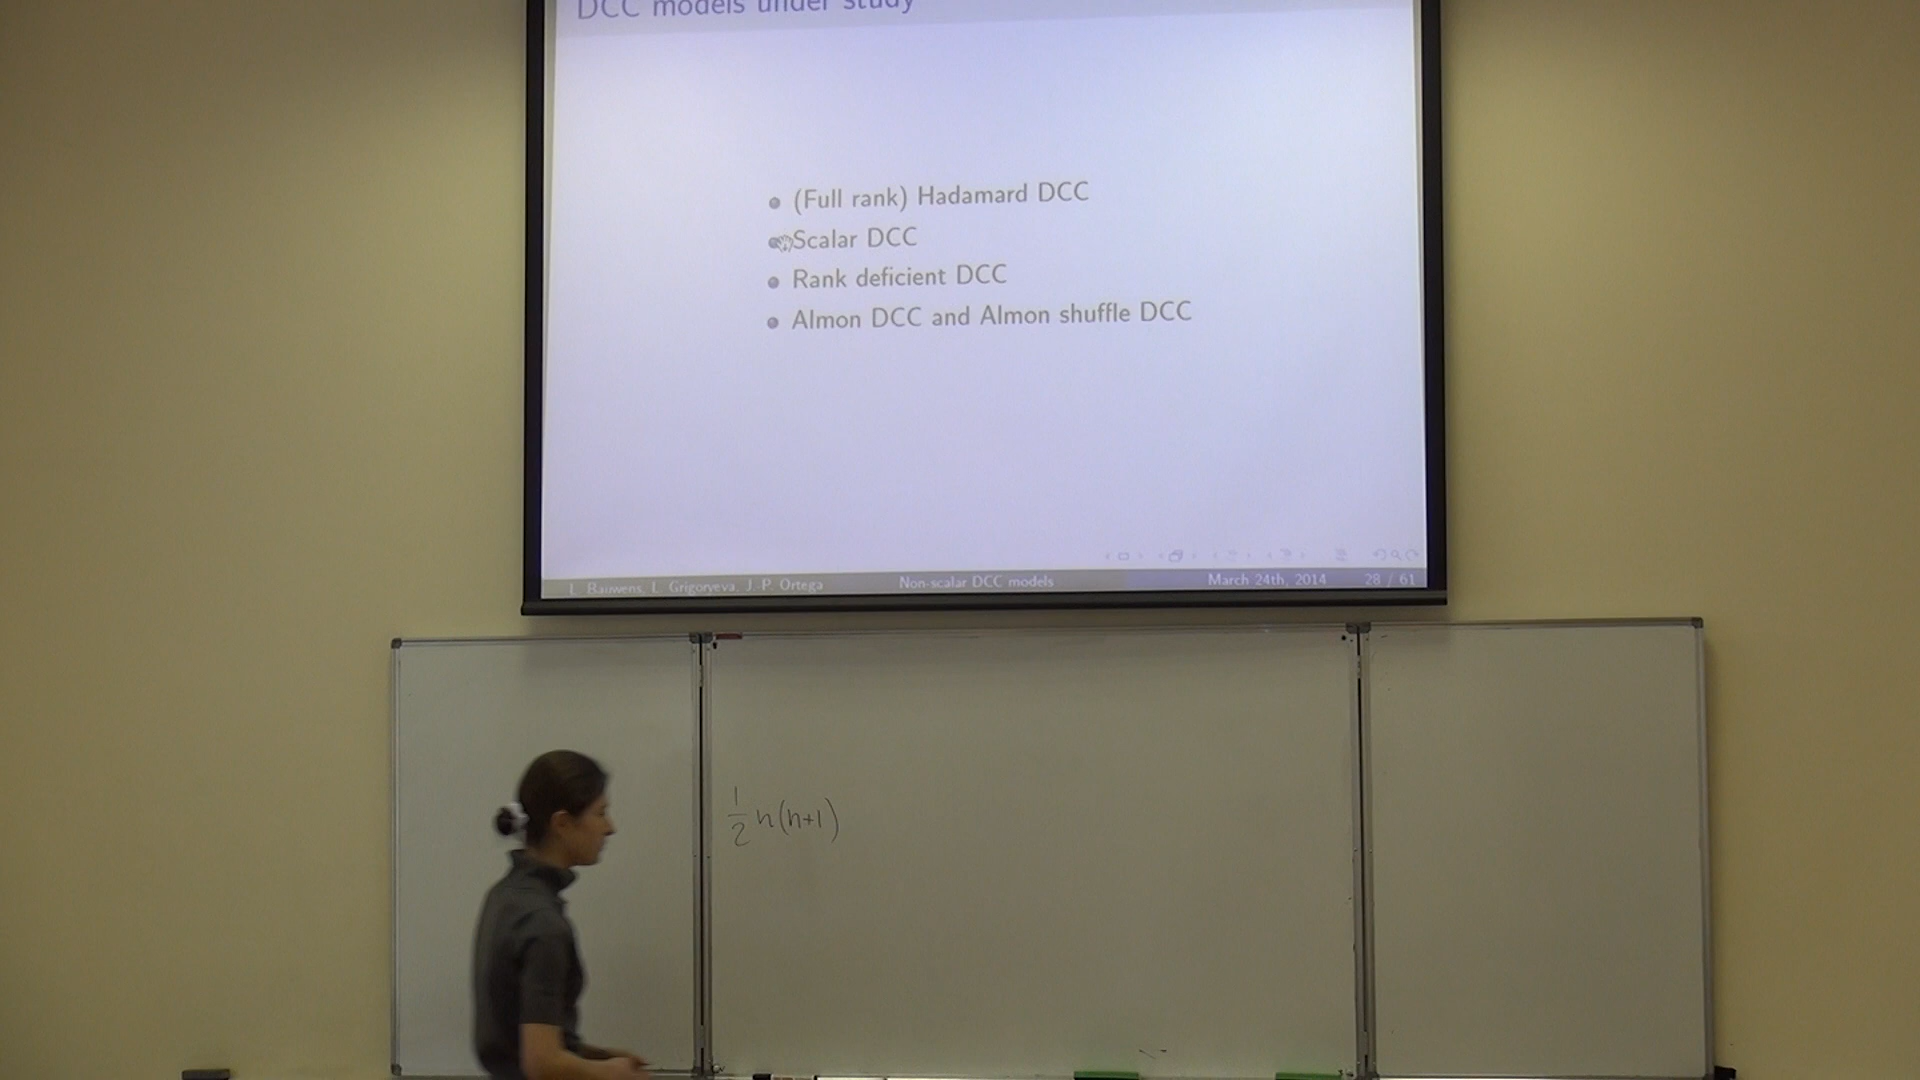 DCC models under study
(Full rank) Hadamard DCC
Scalar DCC
Rank deficient DCC
Almon DCC and Almon shuffle DCC
L. Bauwens, L. Grigoryeva, J.-P. Ortega
Non-scalar DCC models
March 24th, 2014
28 / 61
1/2 n(n+1)